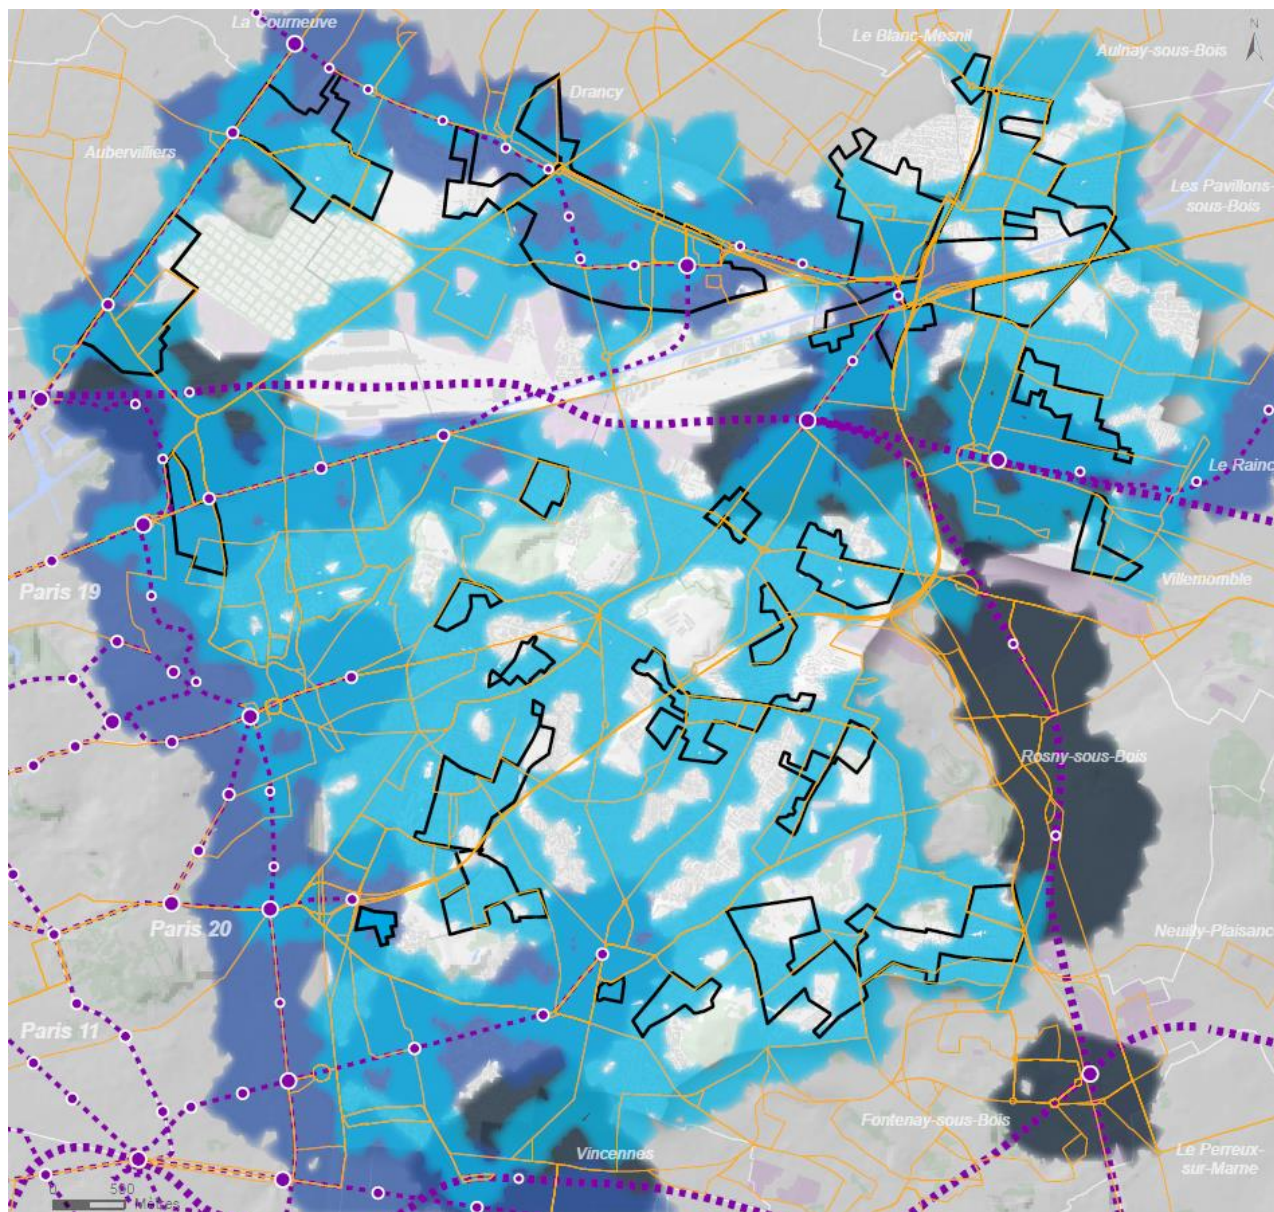 La Courneuve
Le Blanc-Mesnil
N
Aulnay-sous-Bois
Drancy
Aubervilliers
Les Pavillons-
sous-Bois
Le Rainc
Paris 19
Villemomble
Rosny-sous-Bois
Paris 20
Neuilly-Plaisanc
Paris 11
Fontenay-sous-Bois
Vincennes
Le Perreux-
sur-Marne
0 500
Mètres